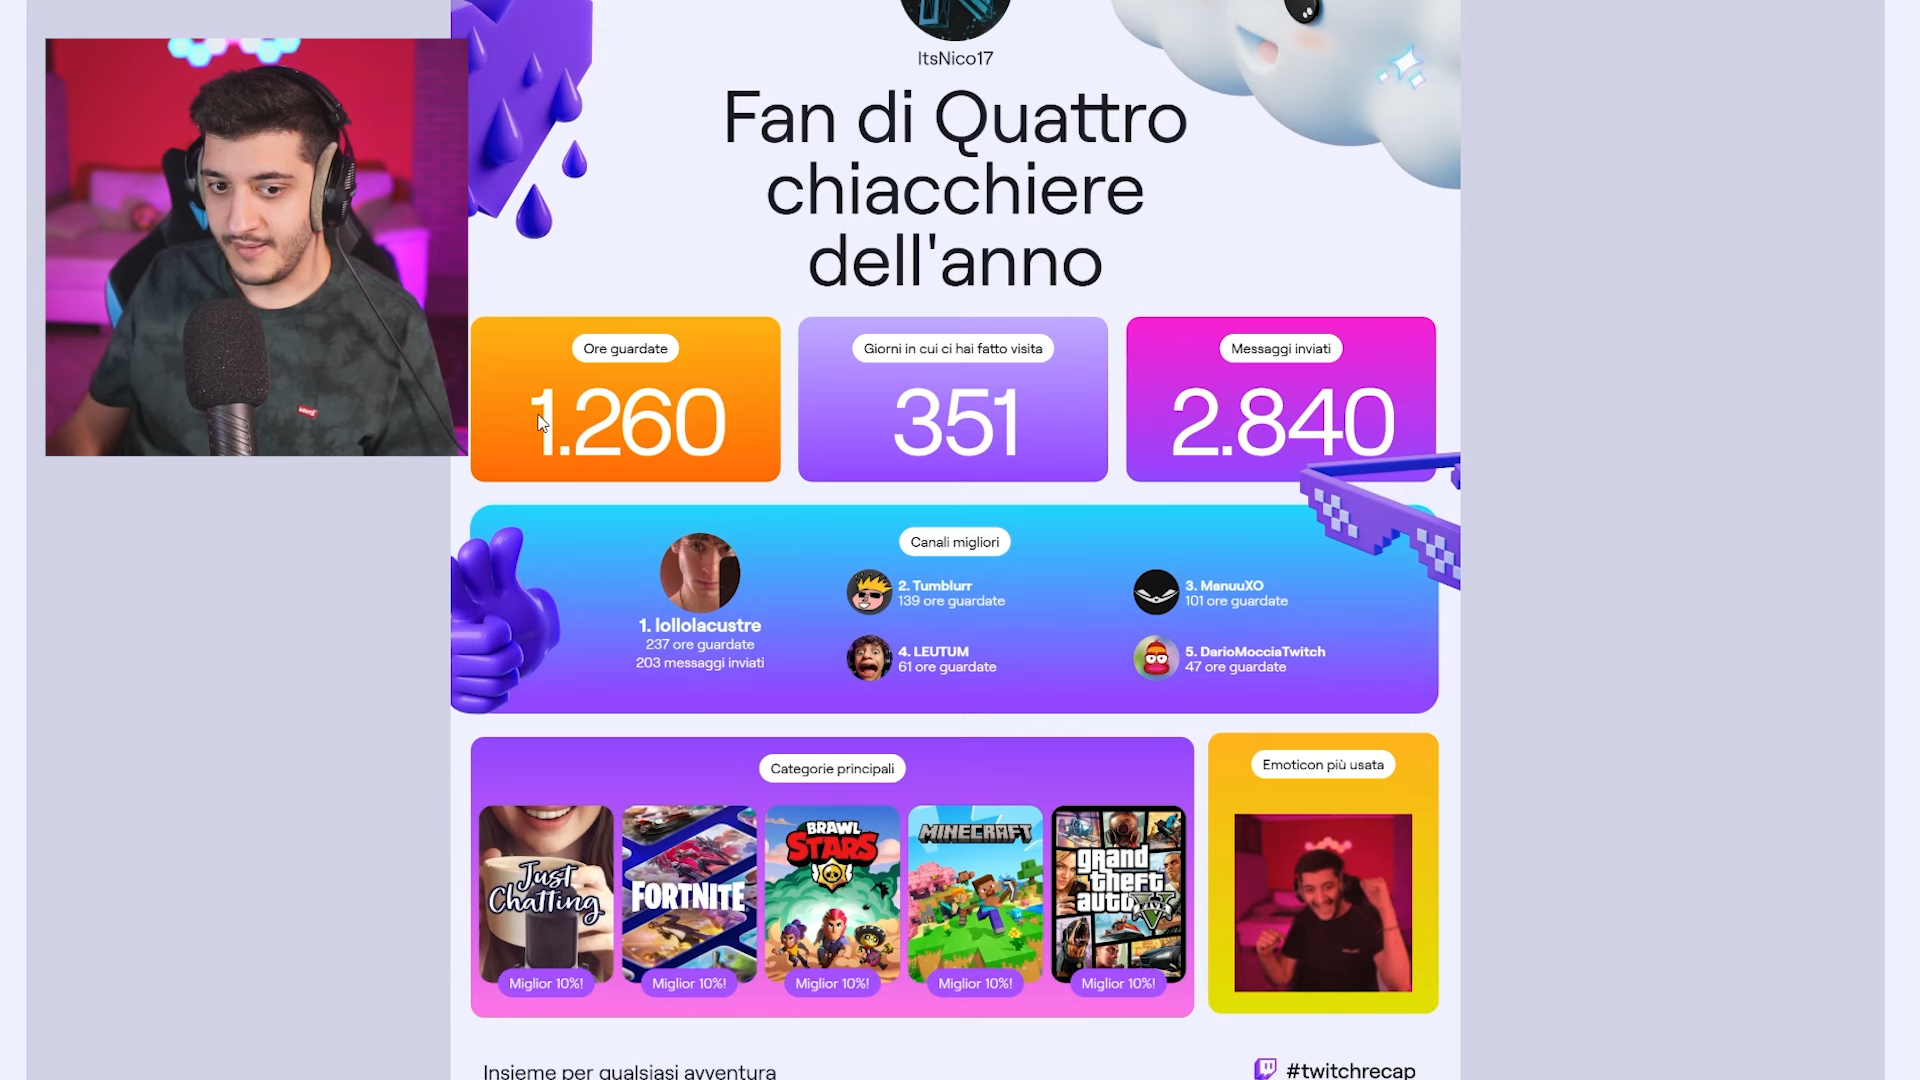 ItsNico17
Fan di Quattro
chiacchiere
dell'anno
Ore guardate
1.260
Giorni in cui ci hai fatto visita
351
Messaggi inviati
2.840
Canali migliori
1. lollolacustre
237 ore guardate
203 messaggi inviati
2. Tumblurr
139 ore guardate
3. ManuuXO
101 ore guardate
4. LEUTUM
61 ore guardate
5. DarioMocciaTwitch
47 ore guardate
Categorie principali
Just
Chatting
Miglior 10%!
FORTNITE
Miglior 10%!
BRAWL
STARS
Miglior 10%!
MINECRAFT
Miglior 10%!
grand
theft
auto
FIVE
Miglior 10%!
Emoticon più usata
Insieme per qualsiasi avventura
#twitchrecap